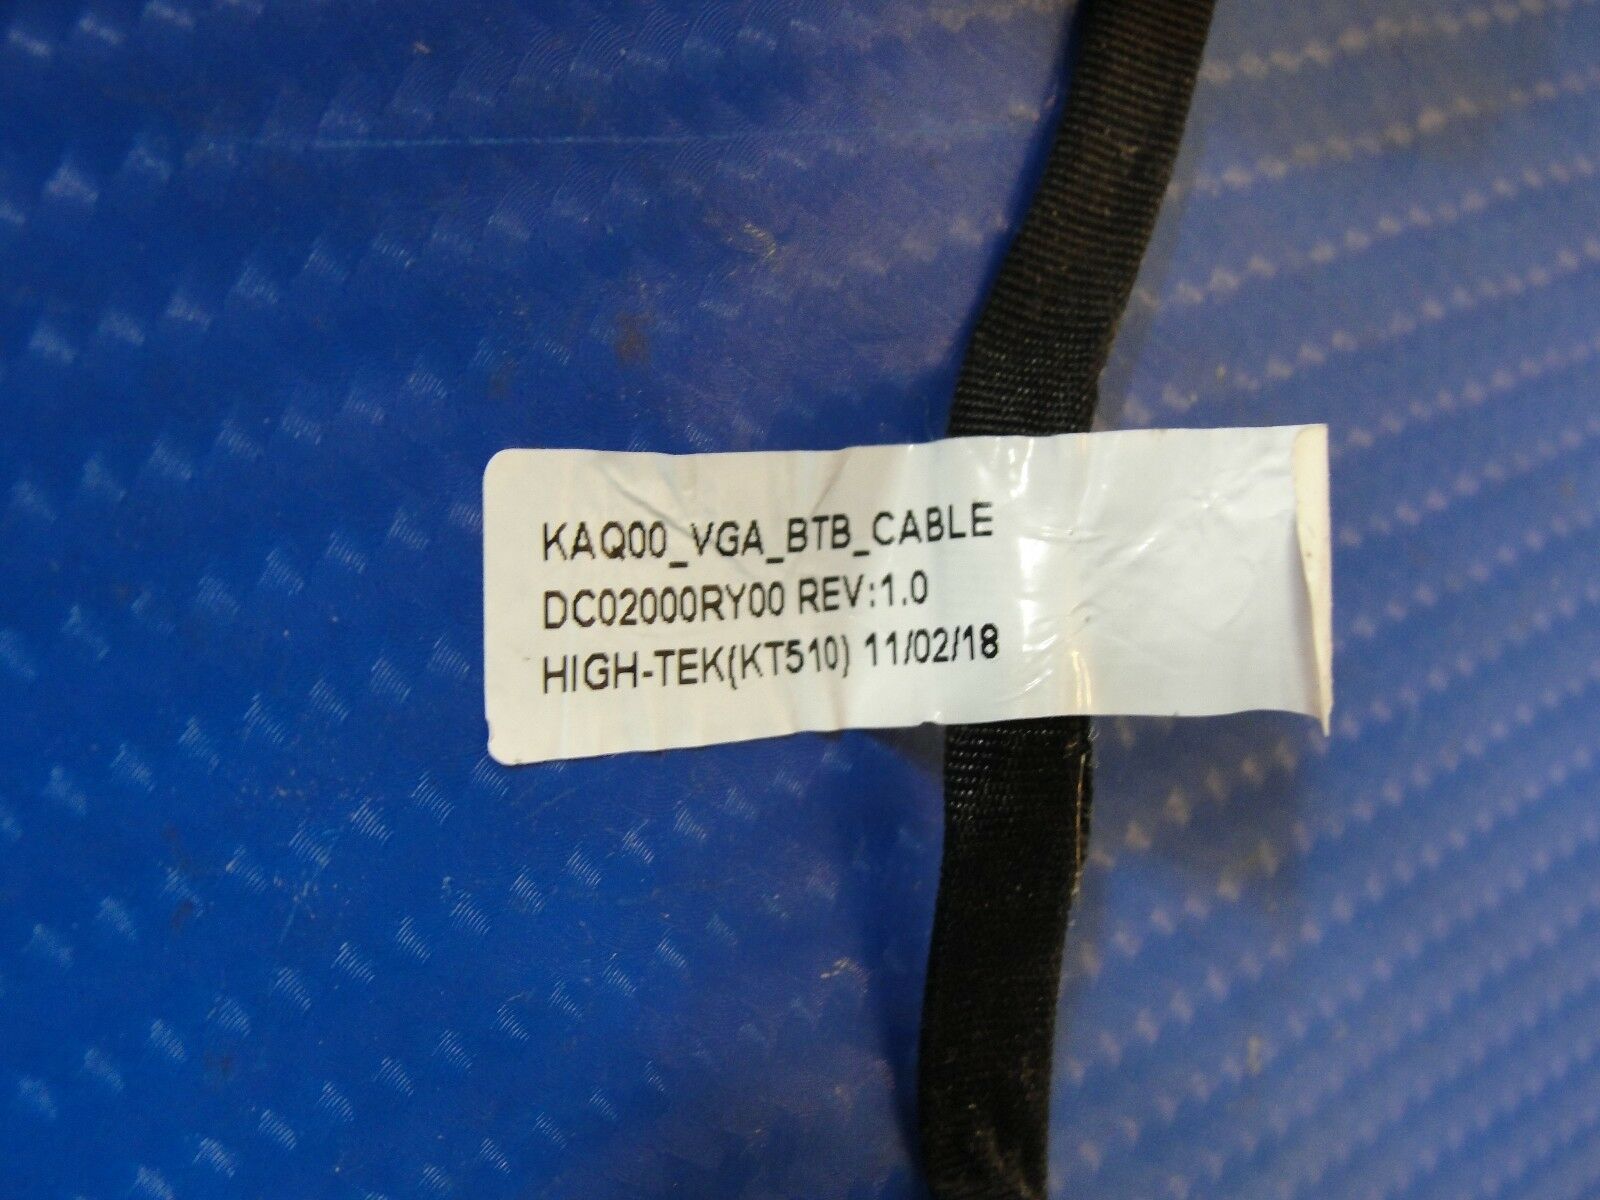 KAQ00_VGA_BTB_CABLE
DC02000RY00 REV:1.0
HIGH-TEK(KT510) 11/02/18